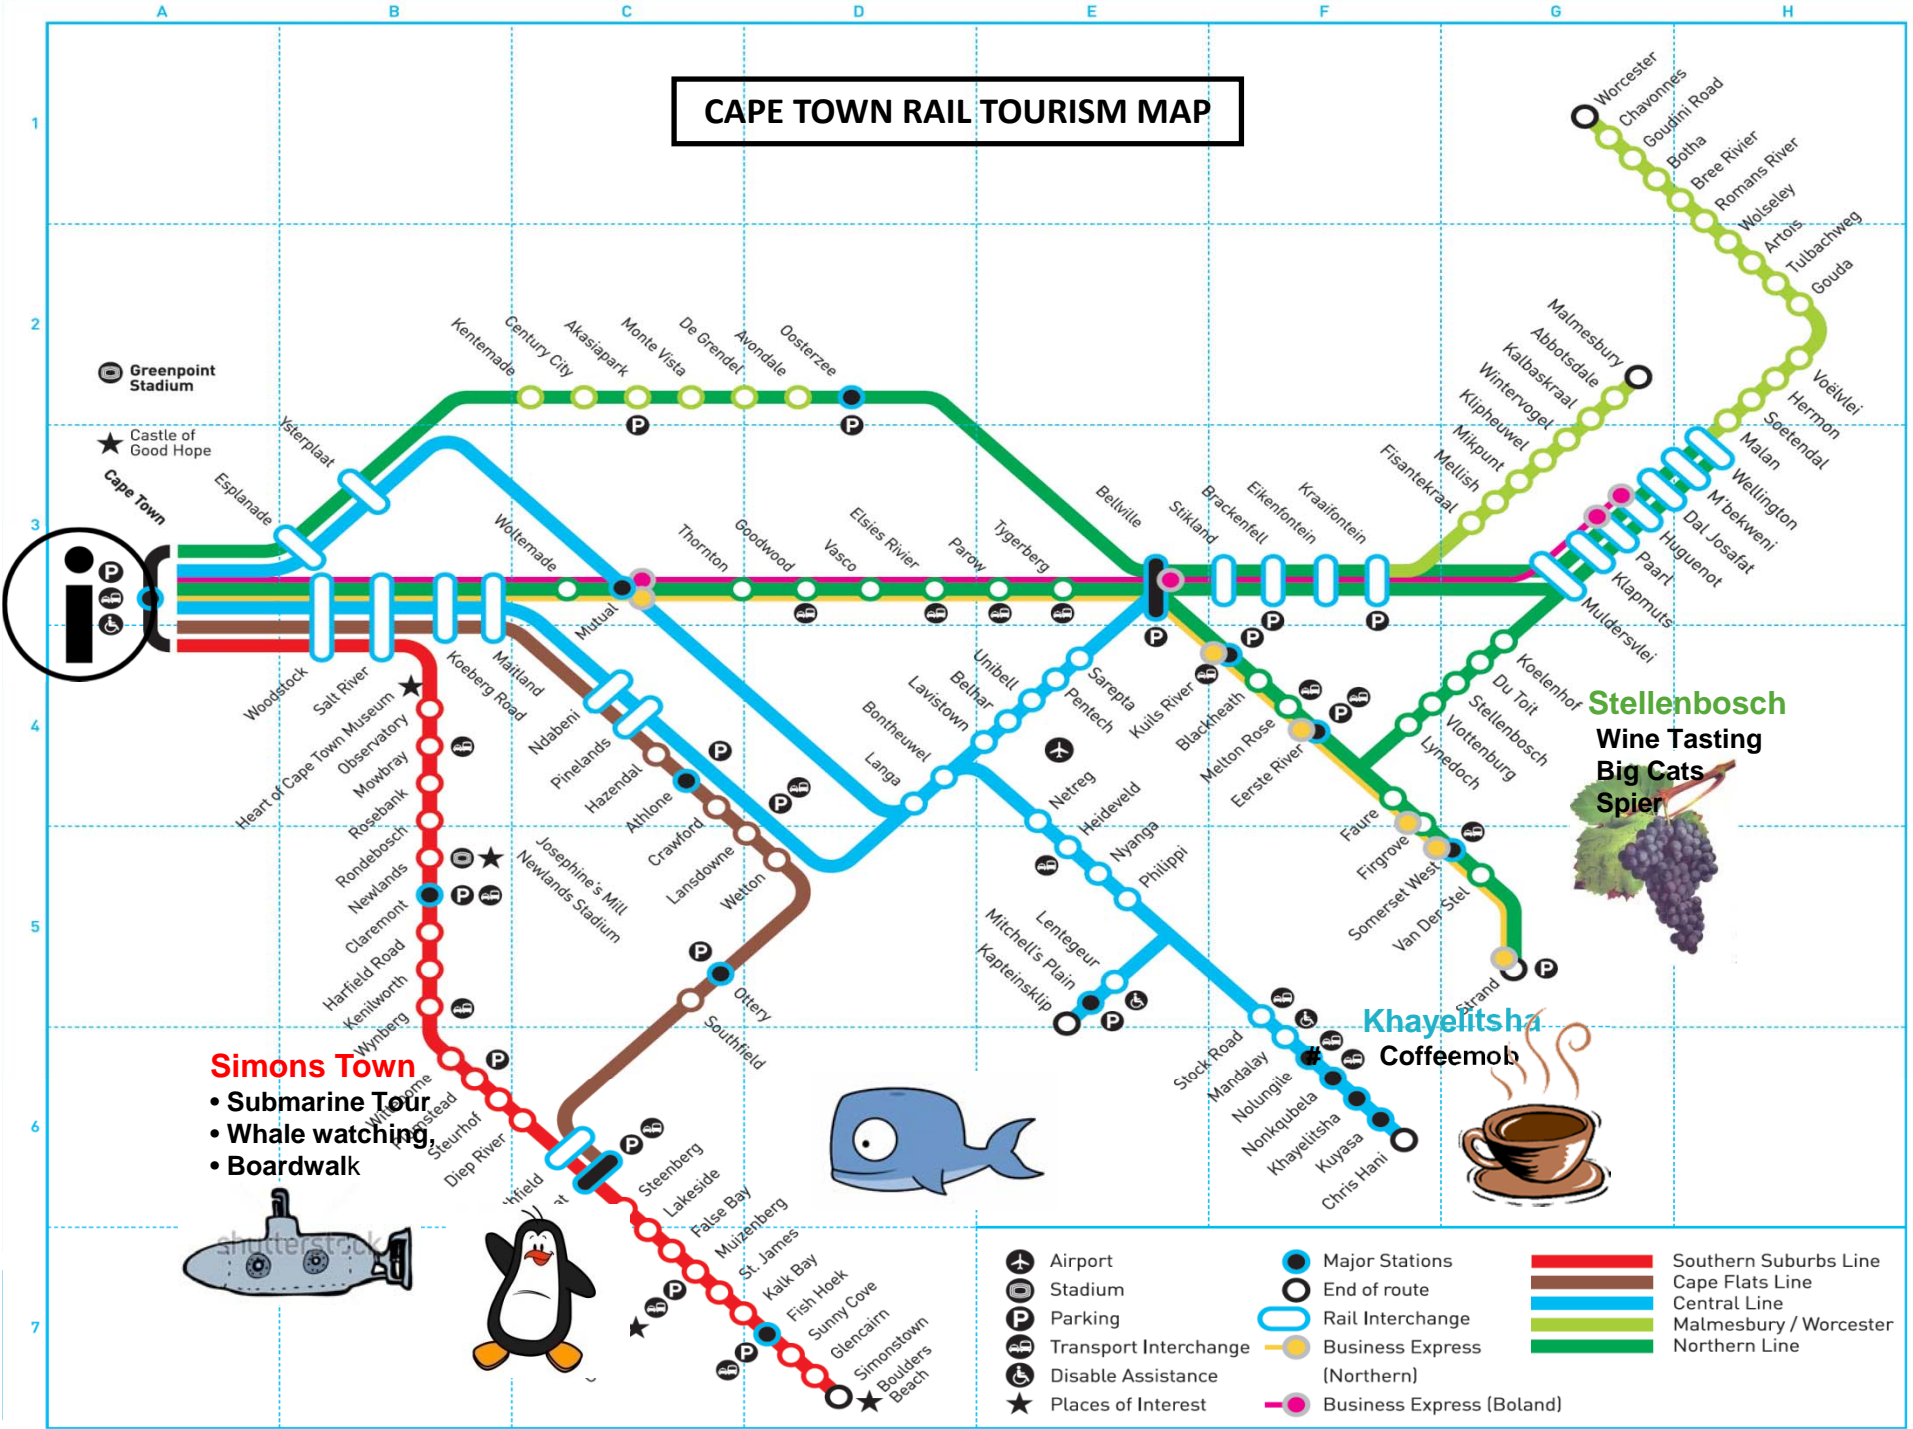 A B C D E F G H
1
2
3
4
5
6
7
CAPE TOWN RAIL TOURISM MAP
Greenpoint
Stadium
Castle of
Good Hope
Cape Town
Esplanade
Ysterplaat
Kentemade
Century City
Akasiapark
Monte Vista
De Grendel
Avondale
Oosterzee
Woltemade
Mutual
Thornton
Goodwood
Vasco
Elsies Rivier
Parow
Tygerberg
Bellville
Stikland
Brackenfell
Eikenfontein
Kraaifontein
Fisantekraal
Mellish
Mikpunt
Klipheuwel
Wintervogel
Kalbaskraal
Abbotsdale
Malmesbury
Worcester
Chavonnes
Goudini Road
Botha
Bree Rivier
Romans River
Wolseley
Artois
Tulbachweg
Gouda
Voëlvlei
Hermon
Soetendal
Malan
Wellington
M'bekweni
Dal Josafat
Huguenot
Paarl
Klapmuts
Muldersvlei
Koelenhof
Du Toit
Stellenbosch
Vlottenburg
Lynedoch
Woodstock
Salt River
Koeberg Road
Maitland
Ndabeni
Pinelands
Hazendal
Athlone
Crawford
Lansdowne
Wetton
Ottery
Southfield
Heart of Cape Town Museum
Observatory
Mowbray
Rosebank
Rondebosch
Newlands
Josephine's Mill
Newlands Stadium
Claremont
Harfield Road
Kenilworth
Wynberg
Steurhof
Diep River
hfield
at
Steenberg
Lakeside
False Bay
Muizenberg
St. James
Kalk Bay
Fish Hoek
Sunny Cove
Glencairn
Simonstown
Boulders
Beach
Langa
Bontheuwel
Lavistown
Belhar
Unibell
Pentech
Sarepta
Netreg
Heideveld
Nyanga
Philippi
Lentegeur
Mitchell's Plain
Kapteinsklip
Stock Road
Mandalay
Nolungile
Nonkqubela
Khayelitsha
Kuyasa
Chris Hani
Kuils River
Blackheath
Melton Rose
Eerste River
Faure
Firgrove
Somerset West
Van Der Stel
Strand
Stellenbosch
Wine Tasting
Big Cats
Spier
Khayelitsha
# Coffeemob
Simons Town
• Submarine Tour
• Whale watching,
• Boardwalk
shutterstock
Airport
Stadium
Parking
Transport Interchange
Disable Assistance
Places of Interest
Major Stations
End of route
Rail Interchange
Business Express
(Northern)
Business Express (Boland)
Southern Suburbs Line
Cape Flats Line
Central Line
Malmesbury / Worcester
Northern Line